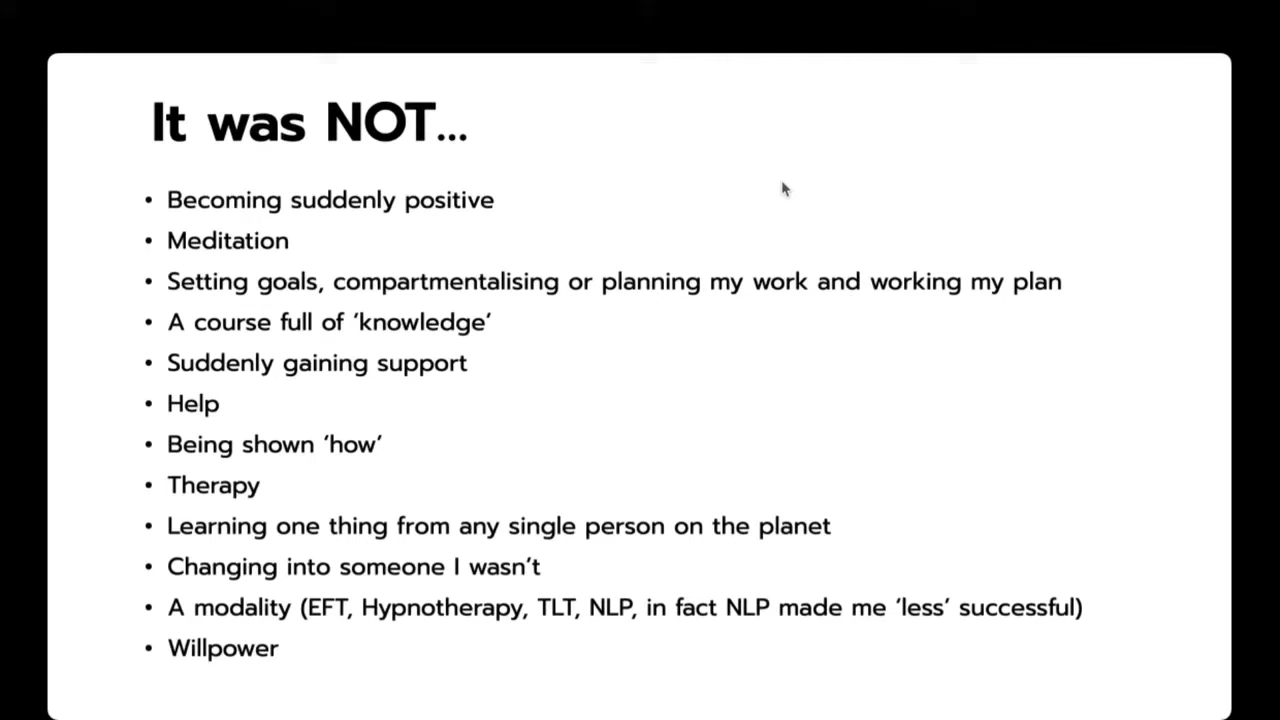 It was NOT...
• Becoming suddenly positive
• Meditation
• Setting goals, compartmentalising or planning my work and working my plan
• A course full of ‘knowledge’
• Suddenly gaining support
• Help
• Being shown ‘how’
• Therapy
• Learning one thing from any single person on the planet
• Changing into someone I wasn’t
• A modality (EFT, Hypnotherapy, TLT, NLP, in fact NLP made me ‘less’ successful)
• Willpower